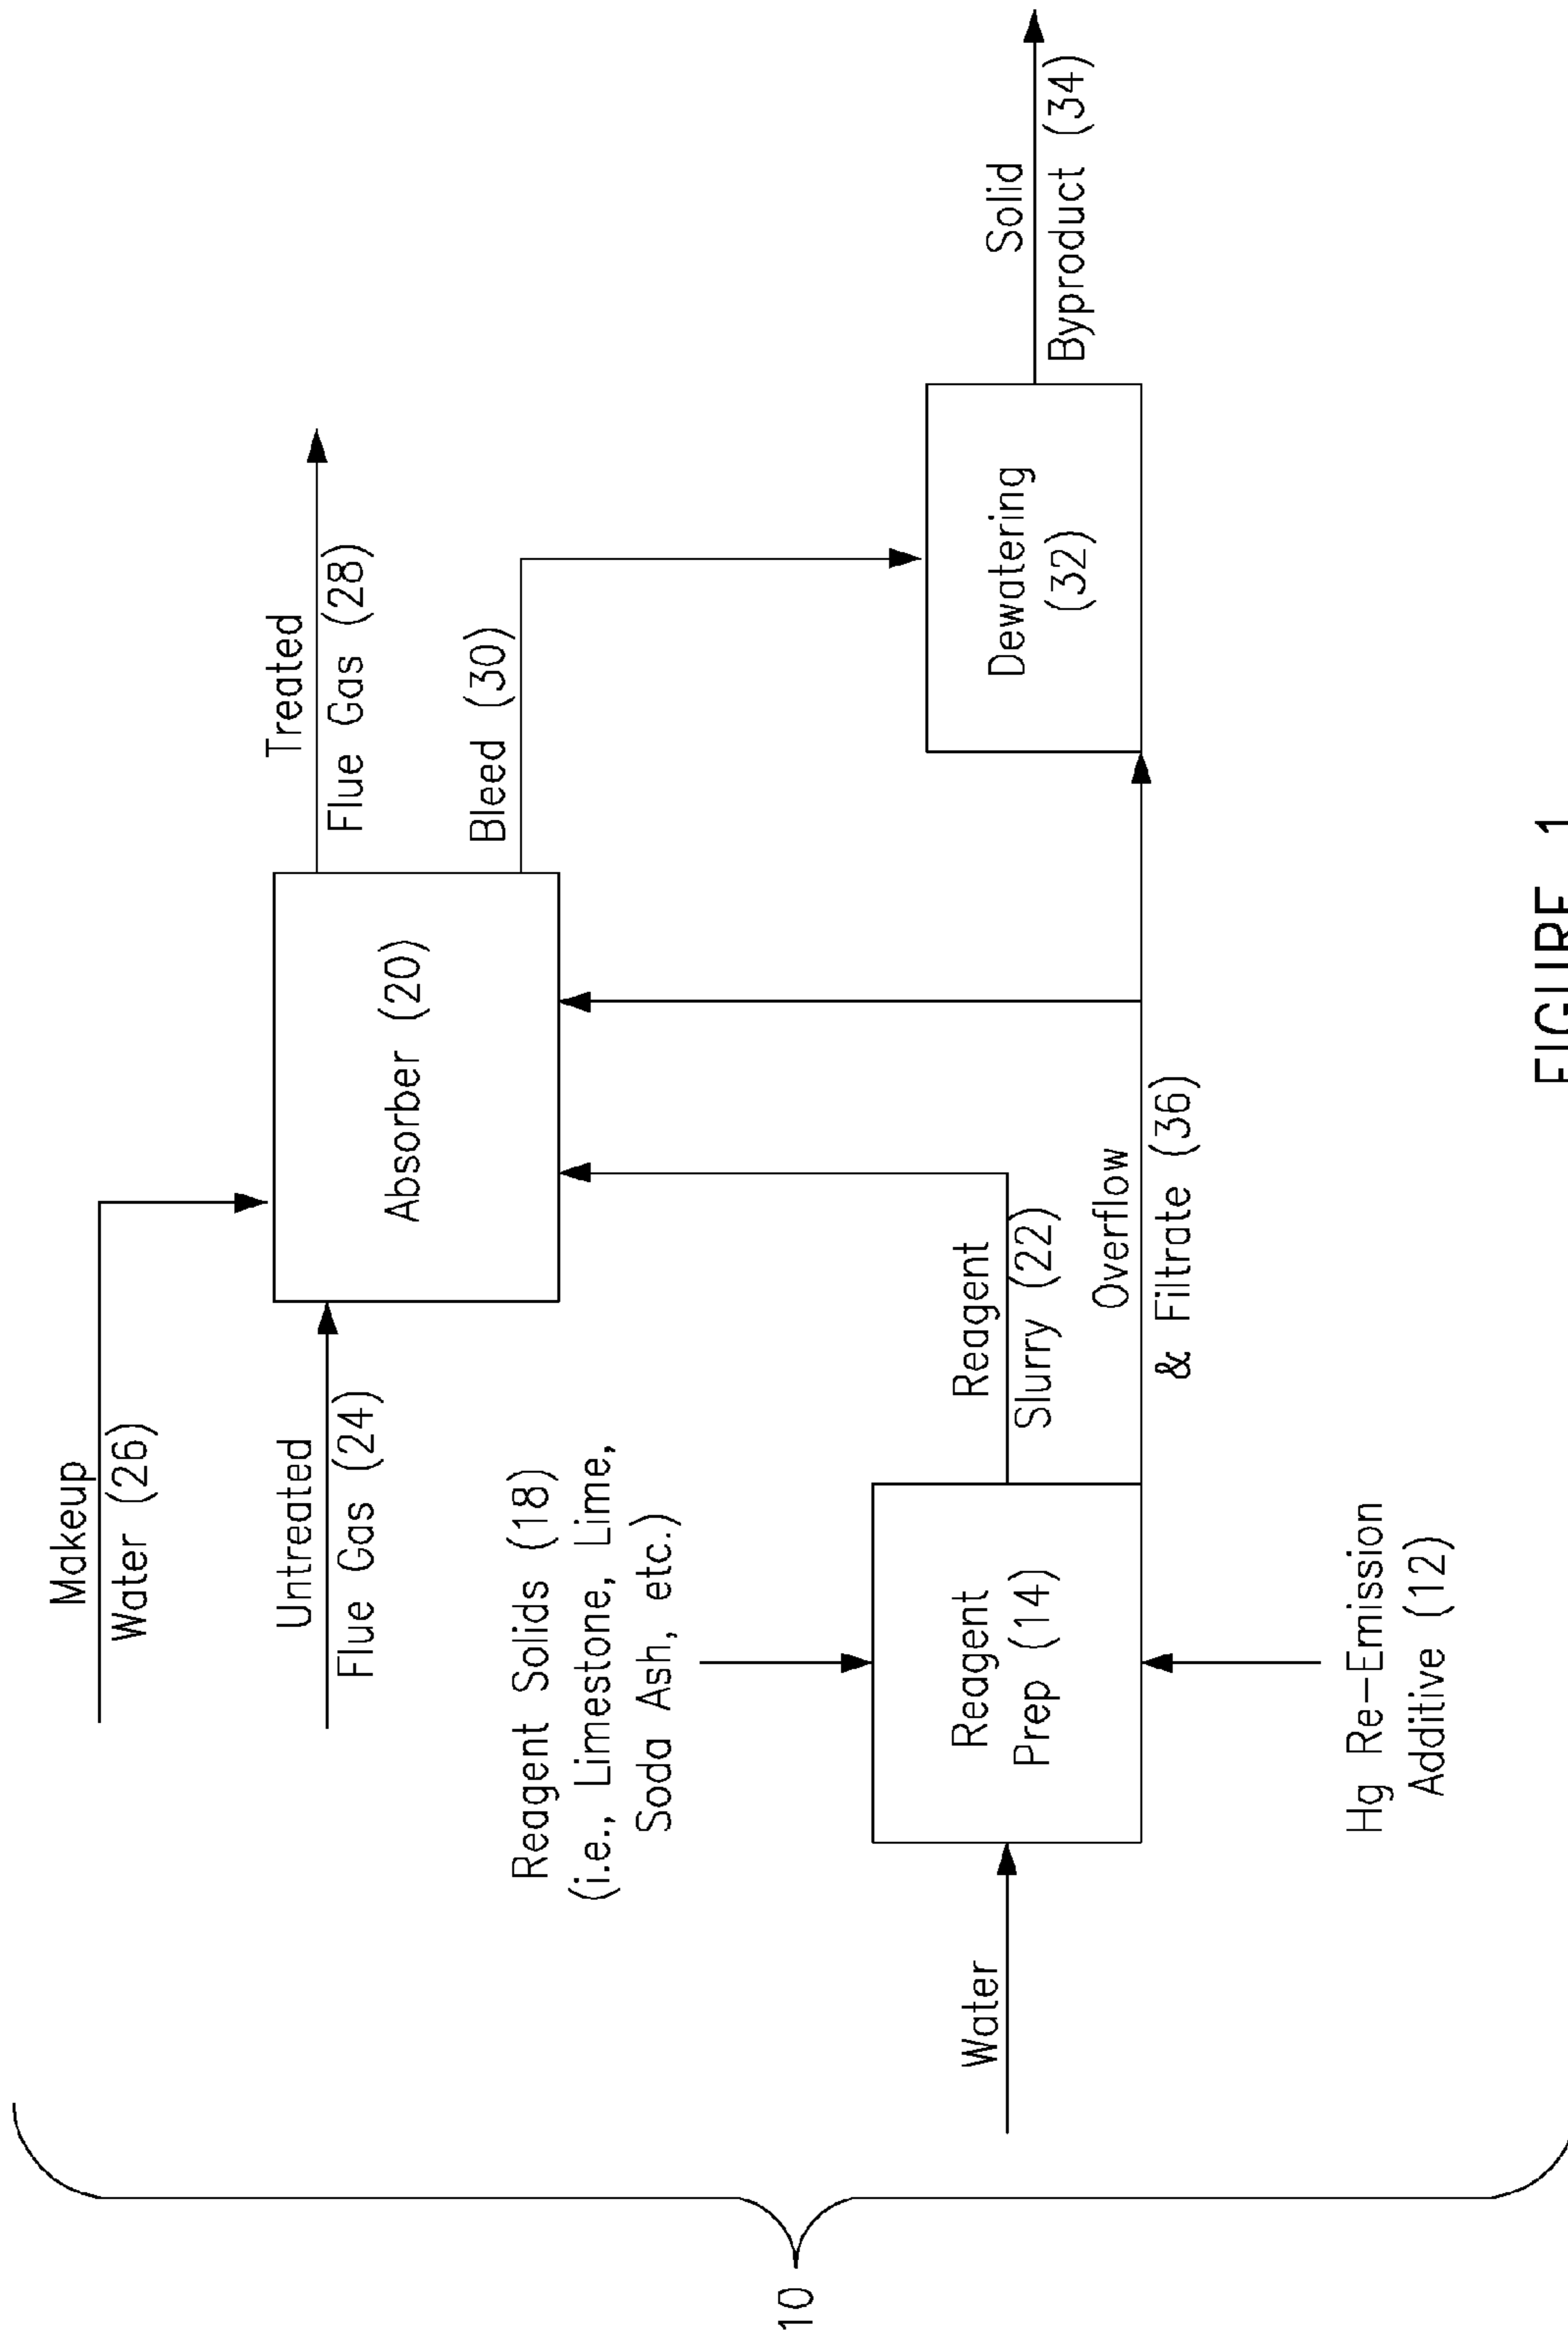 10
Makeup
Water (26)
Untreated
Flue Gas (24)
Treated
Flue Gas (28)
Absorber (20)
Bleed (30)
Reagent Solids (18)
(i.e., Limestone, Lime,
Soda Ash, etc.)
Water
Reagent
Prep (14)
Reagent
Slurry (22)
Overflow
& Filtrate (36)
Dewatering
(32)
Solid
Byproduct (34)
Hg Re-Emission
Additive (12)
FIGURE 1